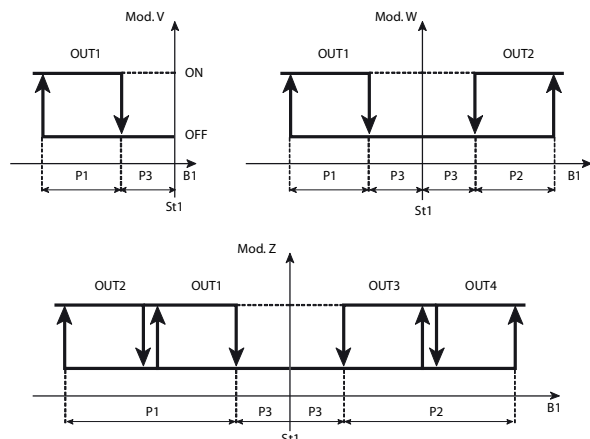 Mod. V
OUT1
ON
OFF
P1 P3 B1
St1
Mod. W
OUT1 OUT2
P1 P3 P3 P2 B1
St1
Mod. Z
OUT2 OUT1 OUT3 OUT4
P1 P3 P3 P2 B1
St1